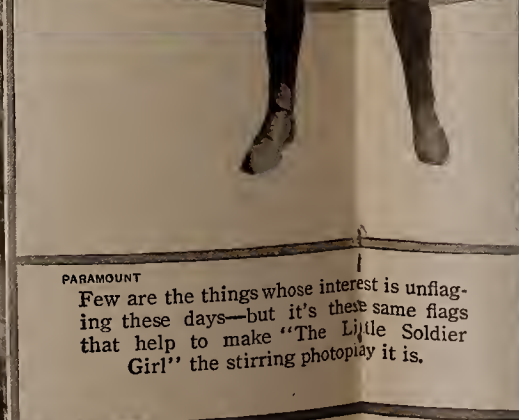 PARAMOUNT
Few are the things whose interest is unflag-
ing these days—but it's these same flags
that help to make "The Little Soldier
Girl" the stirring photoplay it is.